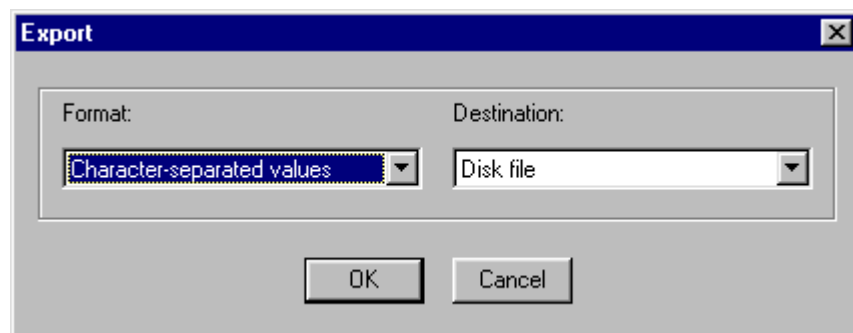 Export
Format: Destination:
Character-separated values Disk file
OK Cancel